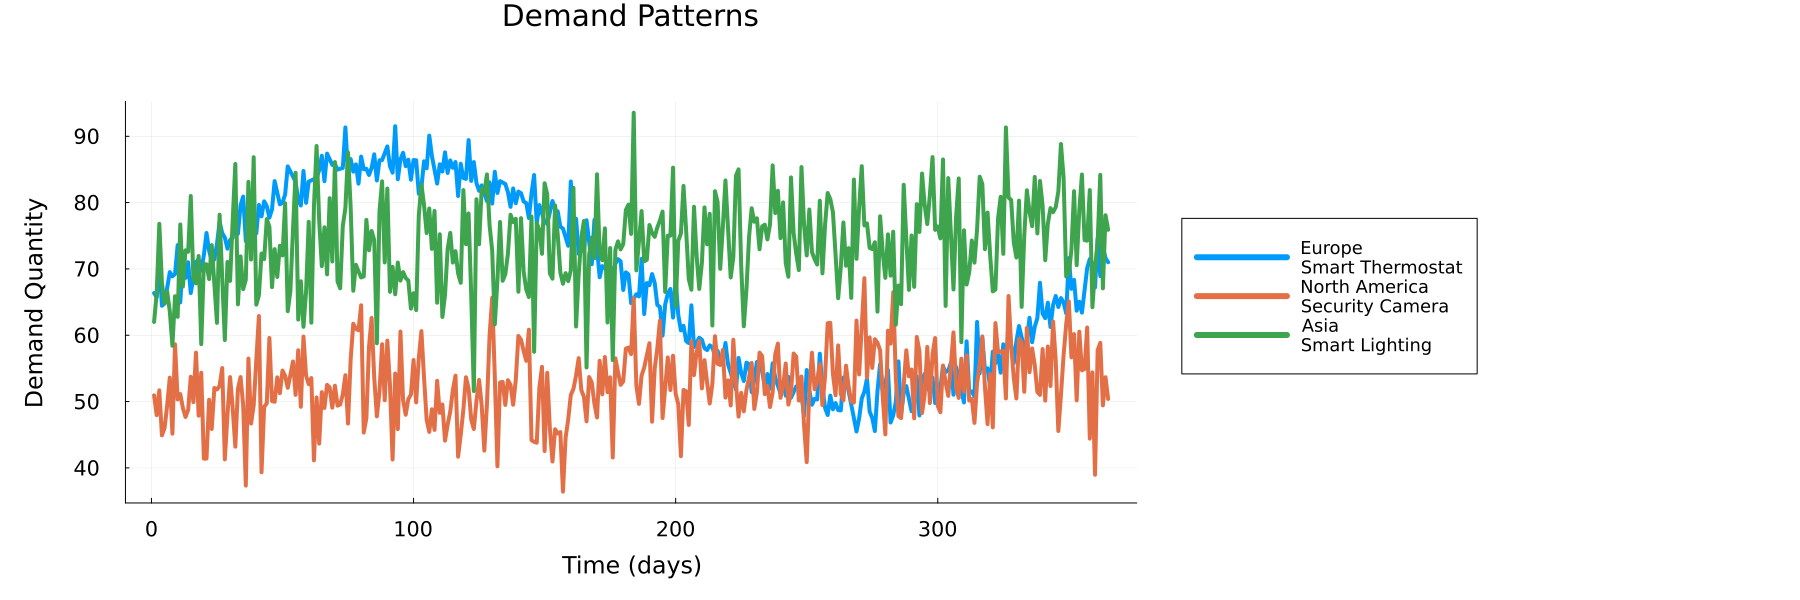 Demand Patterns
Demand Quantity
90
80
70
60
50
40
0
100
200
300
Time (days)
Europe
Smart Thermostat
North America
Security Camera
Asia
Smart Lighting